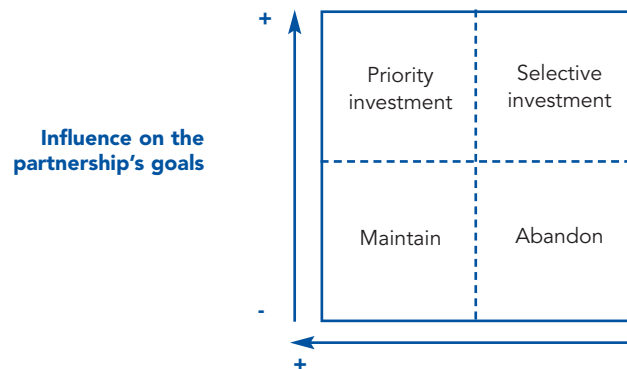 +
Priority
investment
Selective
investment
Influence on the
partnership’s goals
Maintain
Abandon
-
+